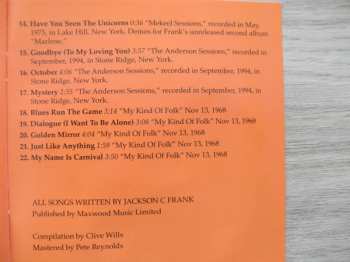 14. Have You Seen The Unicorns 0:36 "Mekeel Sessions," recorded in May,
1975, in Lake Hill, New York. Demos for Frank's unreleased second album
"Marlene."
15. Goodbye (To My Loving You) 3:57 "The Anderson Sessions," recorded in
September, 1994, in Stone Ridge, New York.
16. October 4:06 "The Anderson Sessions," recorded in September, 1994, in
Stone Ridge, New York.
17. Mystery 2:55 "The Anderson Sessions," recorded in September, 1994, in
Stone Ridge, New York.
18. Blues Run The Game 3:14 "My Kind Of Folk" Nov 13, 1968
19. Dialogue (I Want To Be Alone) 3:08 "My Kind Of Folk" Nov 13, 1968
20. Golden Mirror 4:04 "My Kind Of Folk" Nov 13, 1968
21. Just Like Anything 2:59 "My Kind Of Folk" Nov 13, 1968
22. My Name Is Carnival 3:50 "My Kind Of Folk" Nov 13, 1968
ALL SONGS WRITTEN BY JACKSON C FRANK
Published by Maxwood Music Limited
Compilation by Clive Wills
Mastered by Pete Reynolds